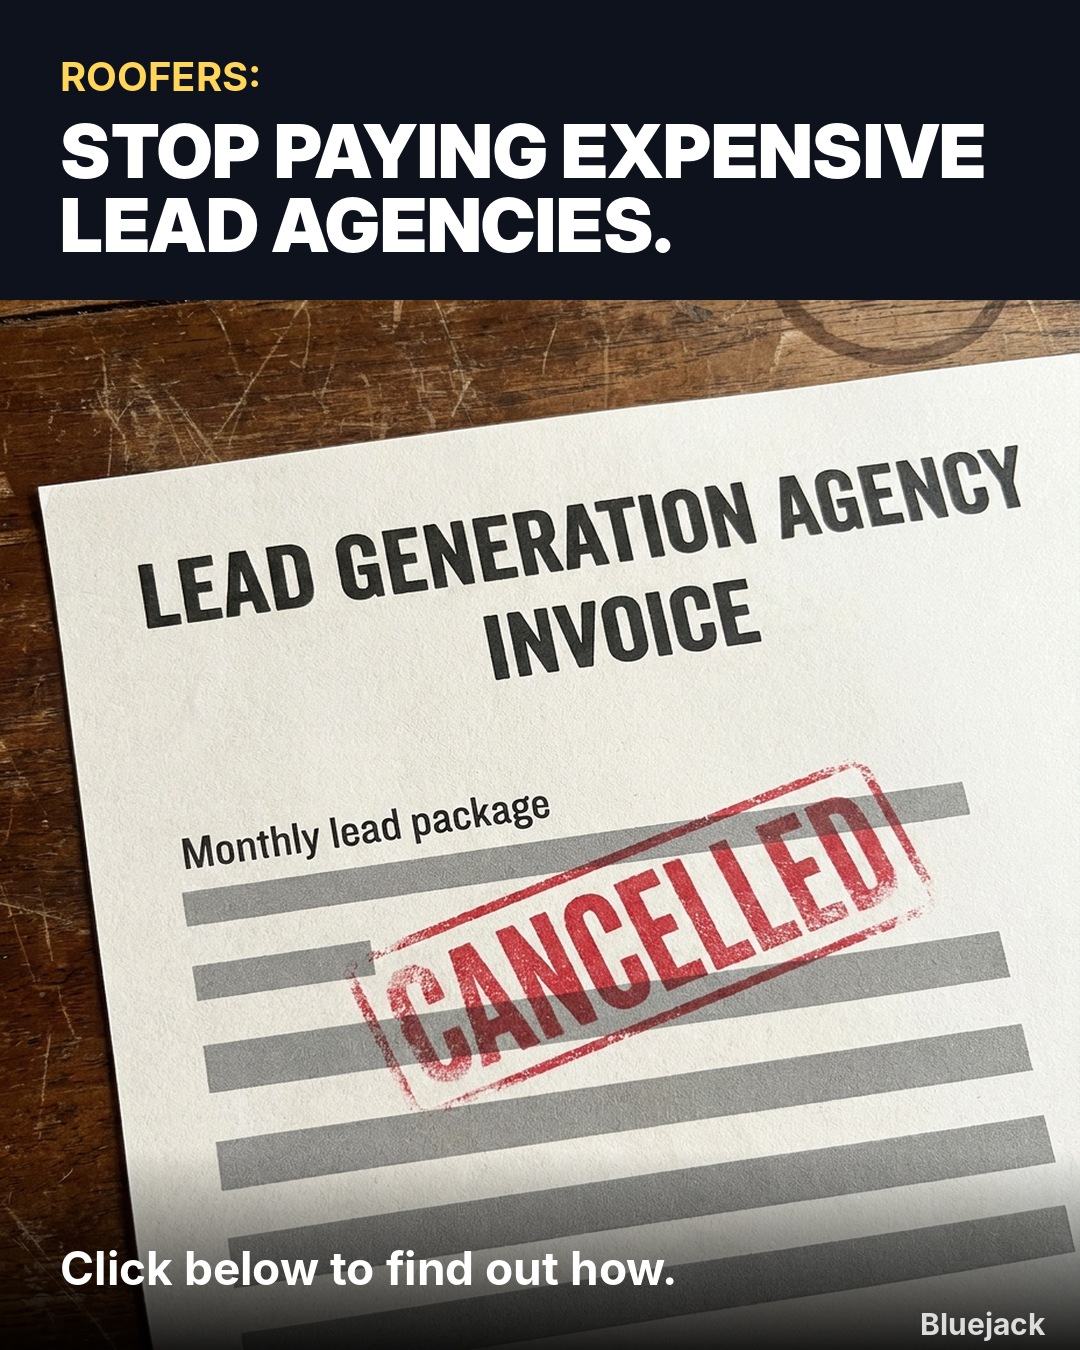 ROOFERS:
STOP PAYING EXPENSIVE
LEAD AGENCIES.
LEAD GENERATION AGENCY
INVOICE
Monthly lead package
CANCELLED
Click below to find out how.
Bluejack